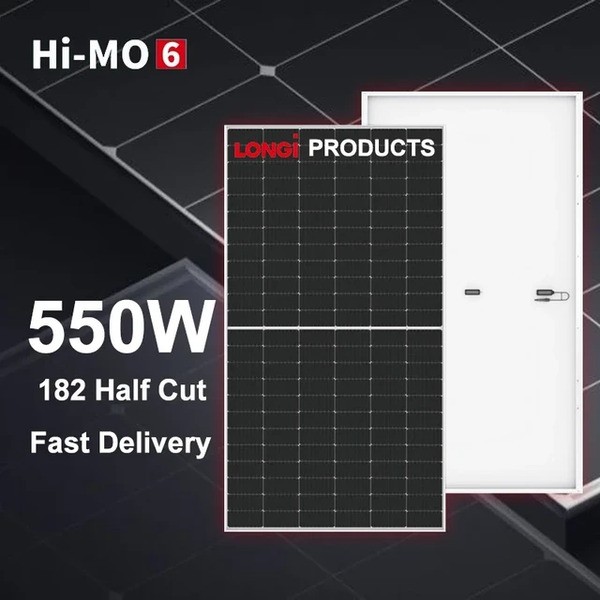 Hi-MO 6
LONGi PRODUCTS
550W
182 Half Cut
Fast Delivery